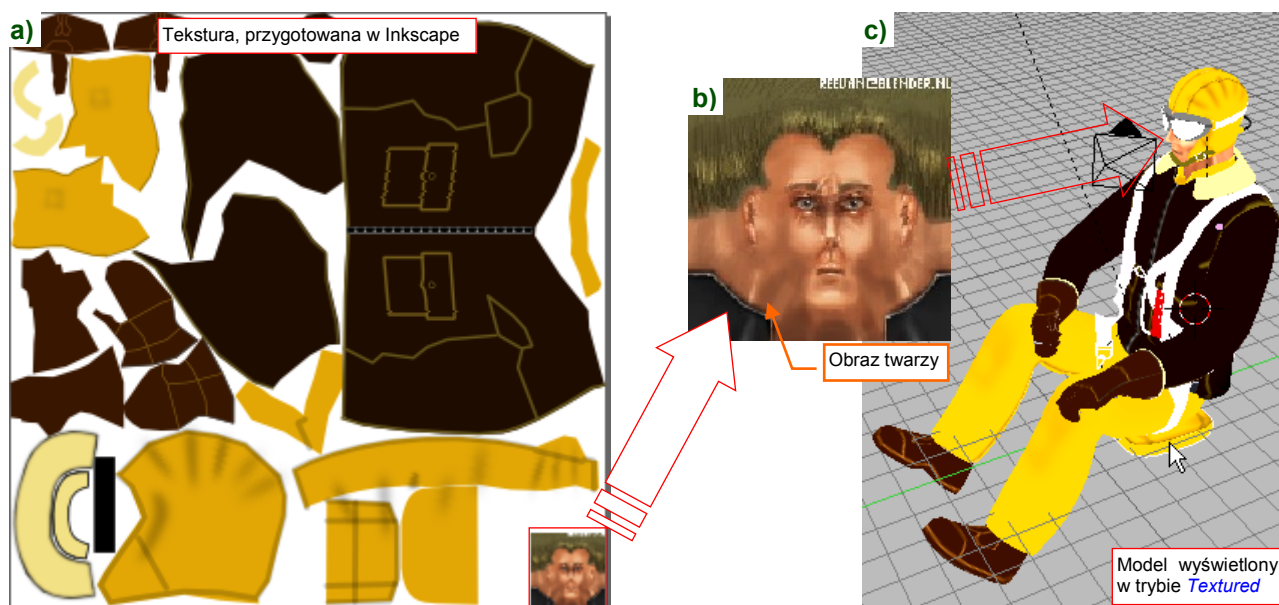 a)
Tekstura, przygotowana w Inkscape
b)
Obraz twarzy
c)
Model wyświetlony
w trybie Textured